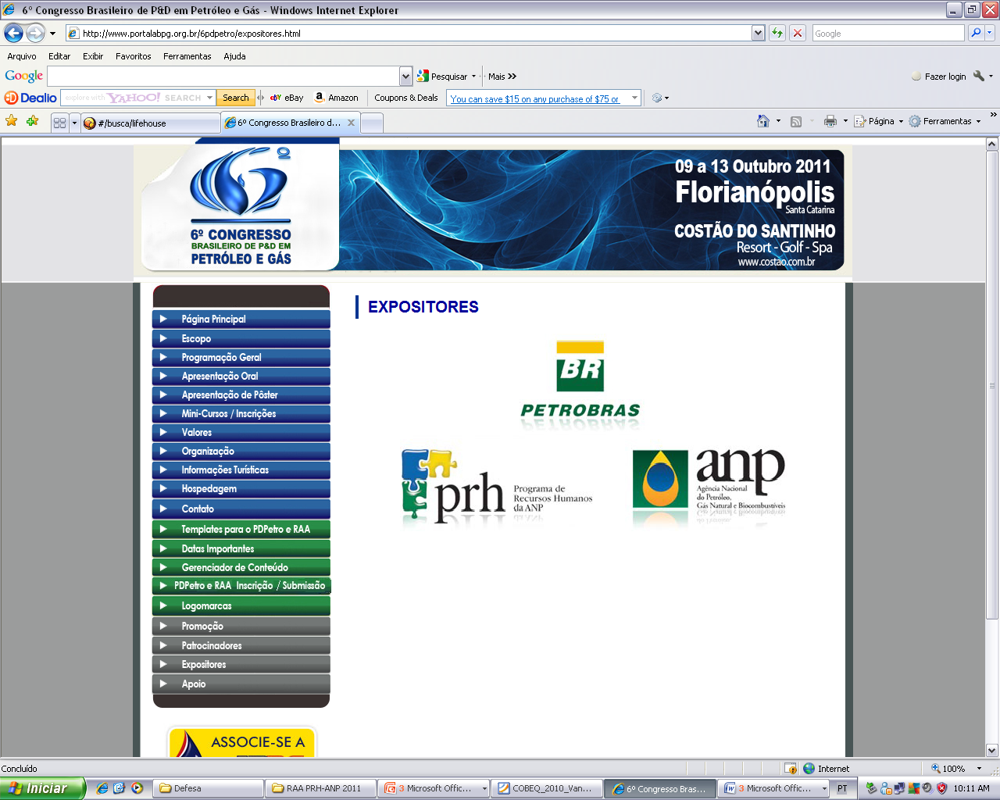 6º Congresso Brasileiro de P&D em Petróleo e Gás - Windows Internet Explorer
http://www.portalabpg.org.br/6pdpetro/expositores.html
Google
Arquivo Editar Exibir Favoritos Ferramentas Ajuda
Google Pesquisar Mais Fazer login
Dealio explore with YAHOO! SEARCH Search eBay Amazon Coupons & Deals You can save $15 on any purchase of $75 or
#/busca/lifehouse 6º Congresso Brasileiro d... Página Ferramentas
6º CONGRESSO
BRASILEIRO DE P&D EM
PETRÓLEO E GÁS
09 a 13 Outubro 2011
Florianópolis
Santa Catarina
COSTÃO DO SANTINHO
Resort - Golf - Spa
www.costao.com.br
Página Principal
Escopo
Programação Geral
Apresentação Oral
Apresentação de Pôster
Mini-Cursos / Inscrições
Valores
Organização
Informações Turísticas
Hospedagem
Contato
Templates para o PDPetro e RAA
Datas Importantes
Gerenciador de Conteúdo
PDPetro e RAA Inscrição / Submissão
Logomarcas
Promoção
Patrocinadores
Expositores
Apoio
ASSOCIE-SE A
EXPOSITORES
BR
PETROBRAS
prh
Programa de
Recursos Humanos
da ANP
anp
Agência Nacional
do Petróleo,
Gás Natural e Biocombustíveis
Concluído Internet 100%
Iniciar Defesa RAA PRH-ANP 2011 3 Microsoft Offic... COBEQ_2010_Van... 6º Congresso Bras... 3 Microsoft Offic... PT 10:11 AM